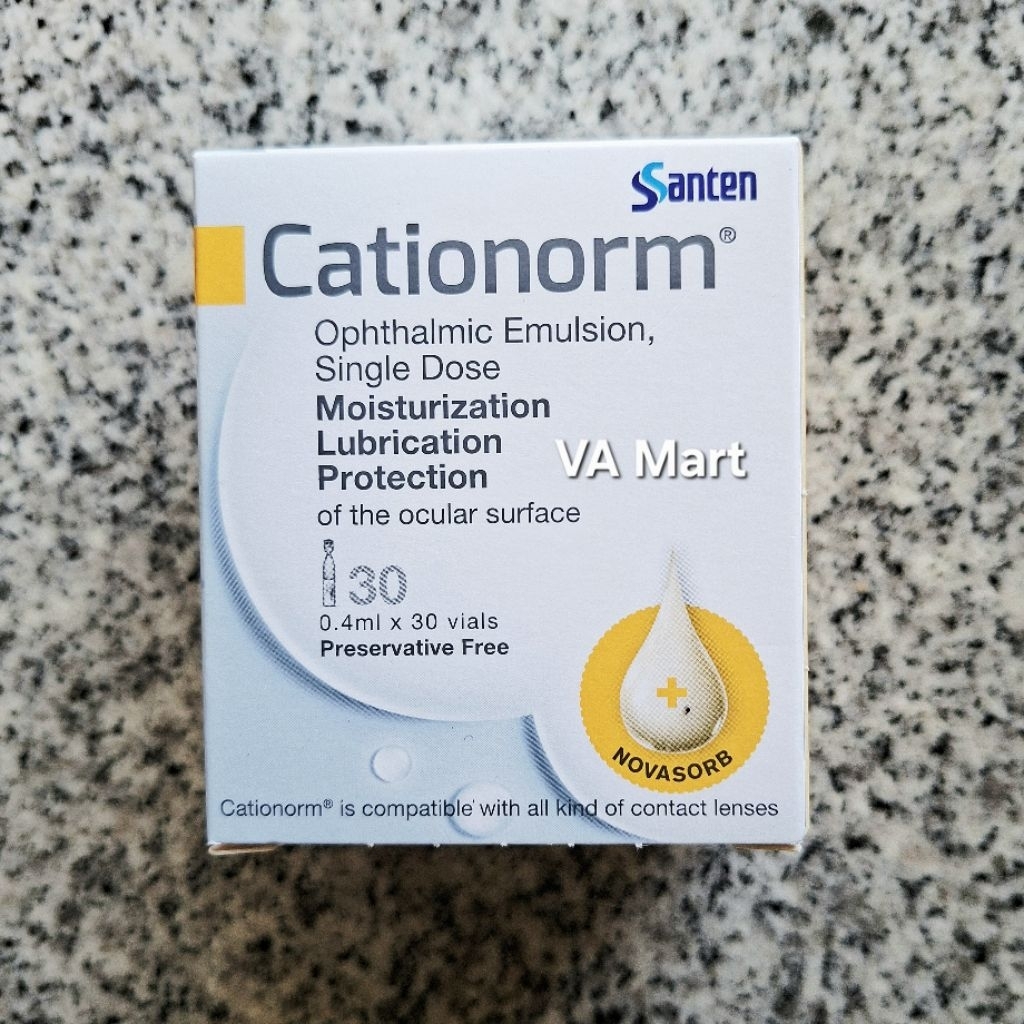 Santen
Cationorm®
Ophthalmic Emulsion,
Single Dose
Moisturization
Lubrication
Protection
VA Mart
of the ocular surface
30
0.4ml x 30 vials
Preservative Free
+
NOVASORB
Cationorm® is compatible with all kind of contact lenses